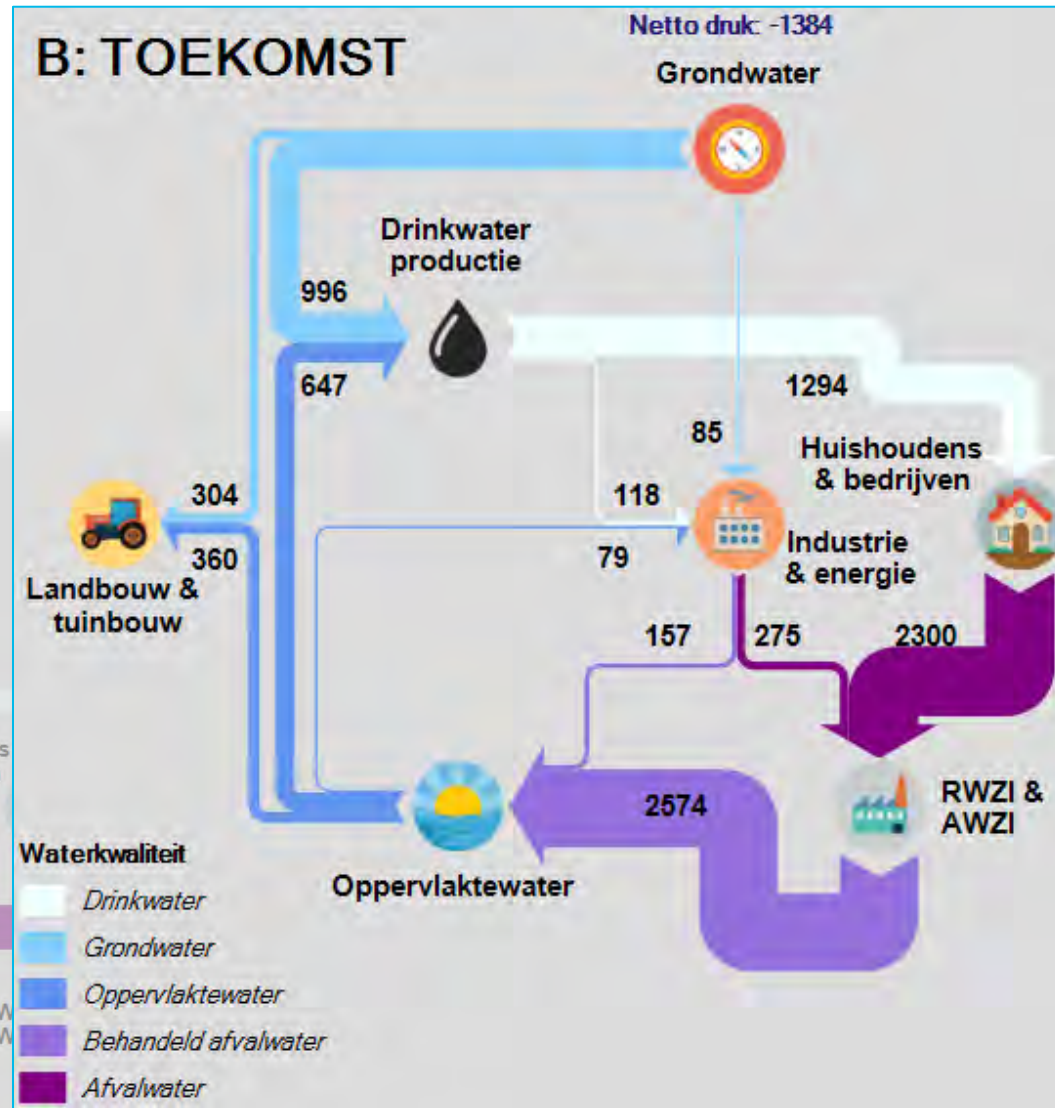 B: TOEKOMST
Netto druk: -1384
Grondwater
Drinkwater
productie
996
647
1294
85
Huishoudens
& bedrijven
304
118
360
79
Industrie
& energie
Landbouw &
tuinbouw
157
275
2300
s
2574
RWZI &
AWZI
Oppervlaktewater
Waterkwaliteit
Drinkwater
Grondwater
Oppervlaktewater
Behandeld afvalwater
Afvalwater